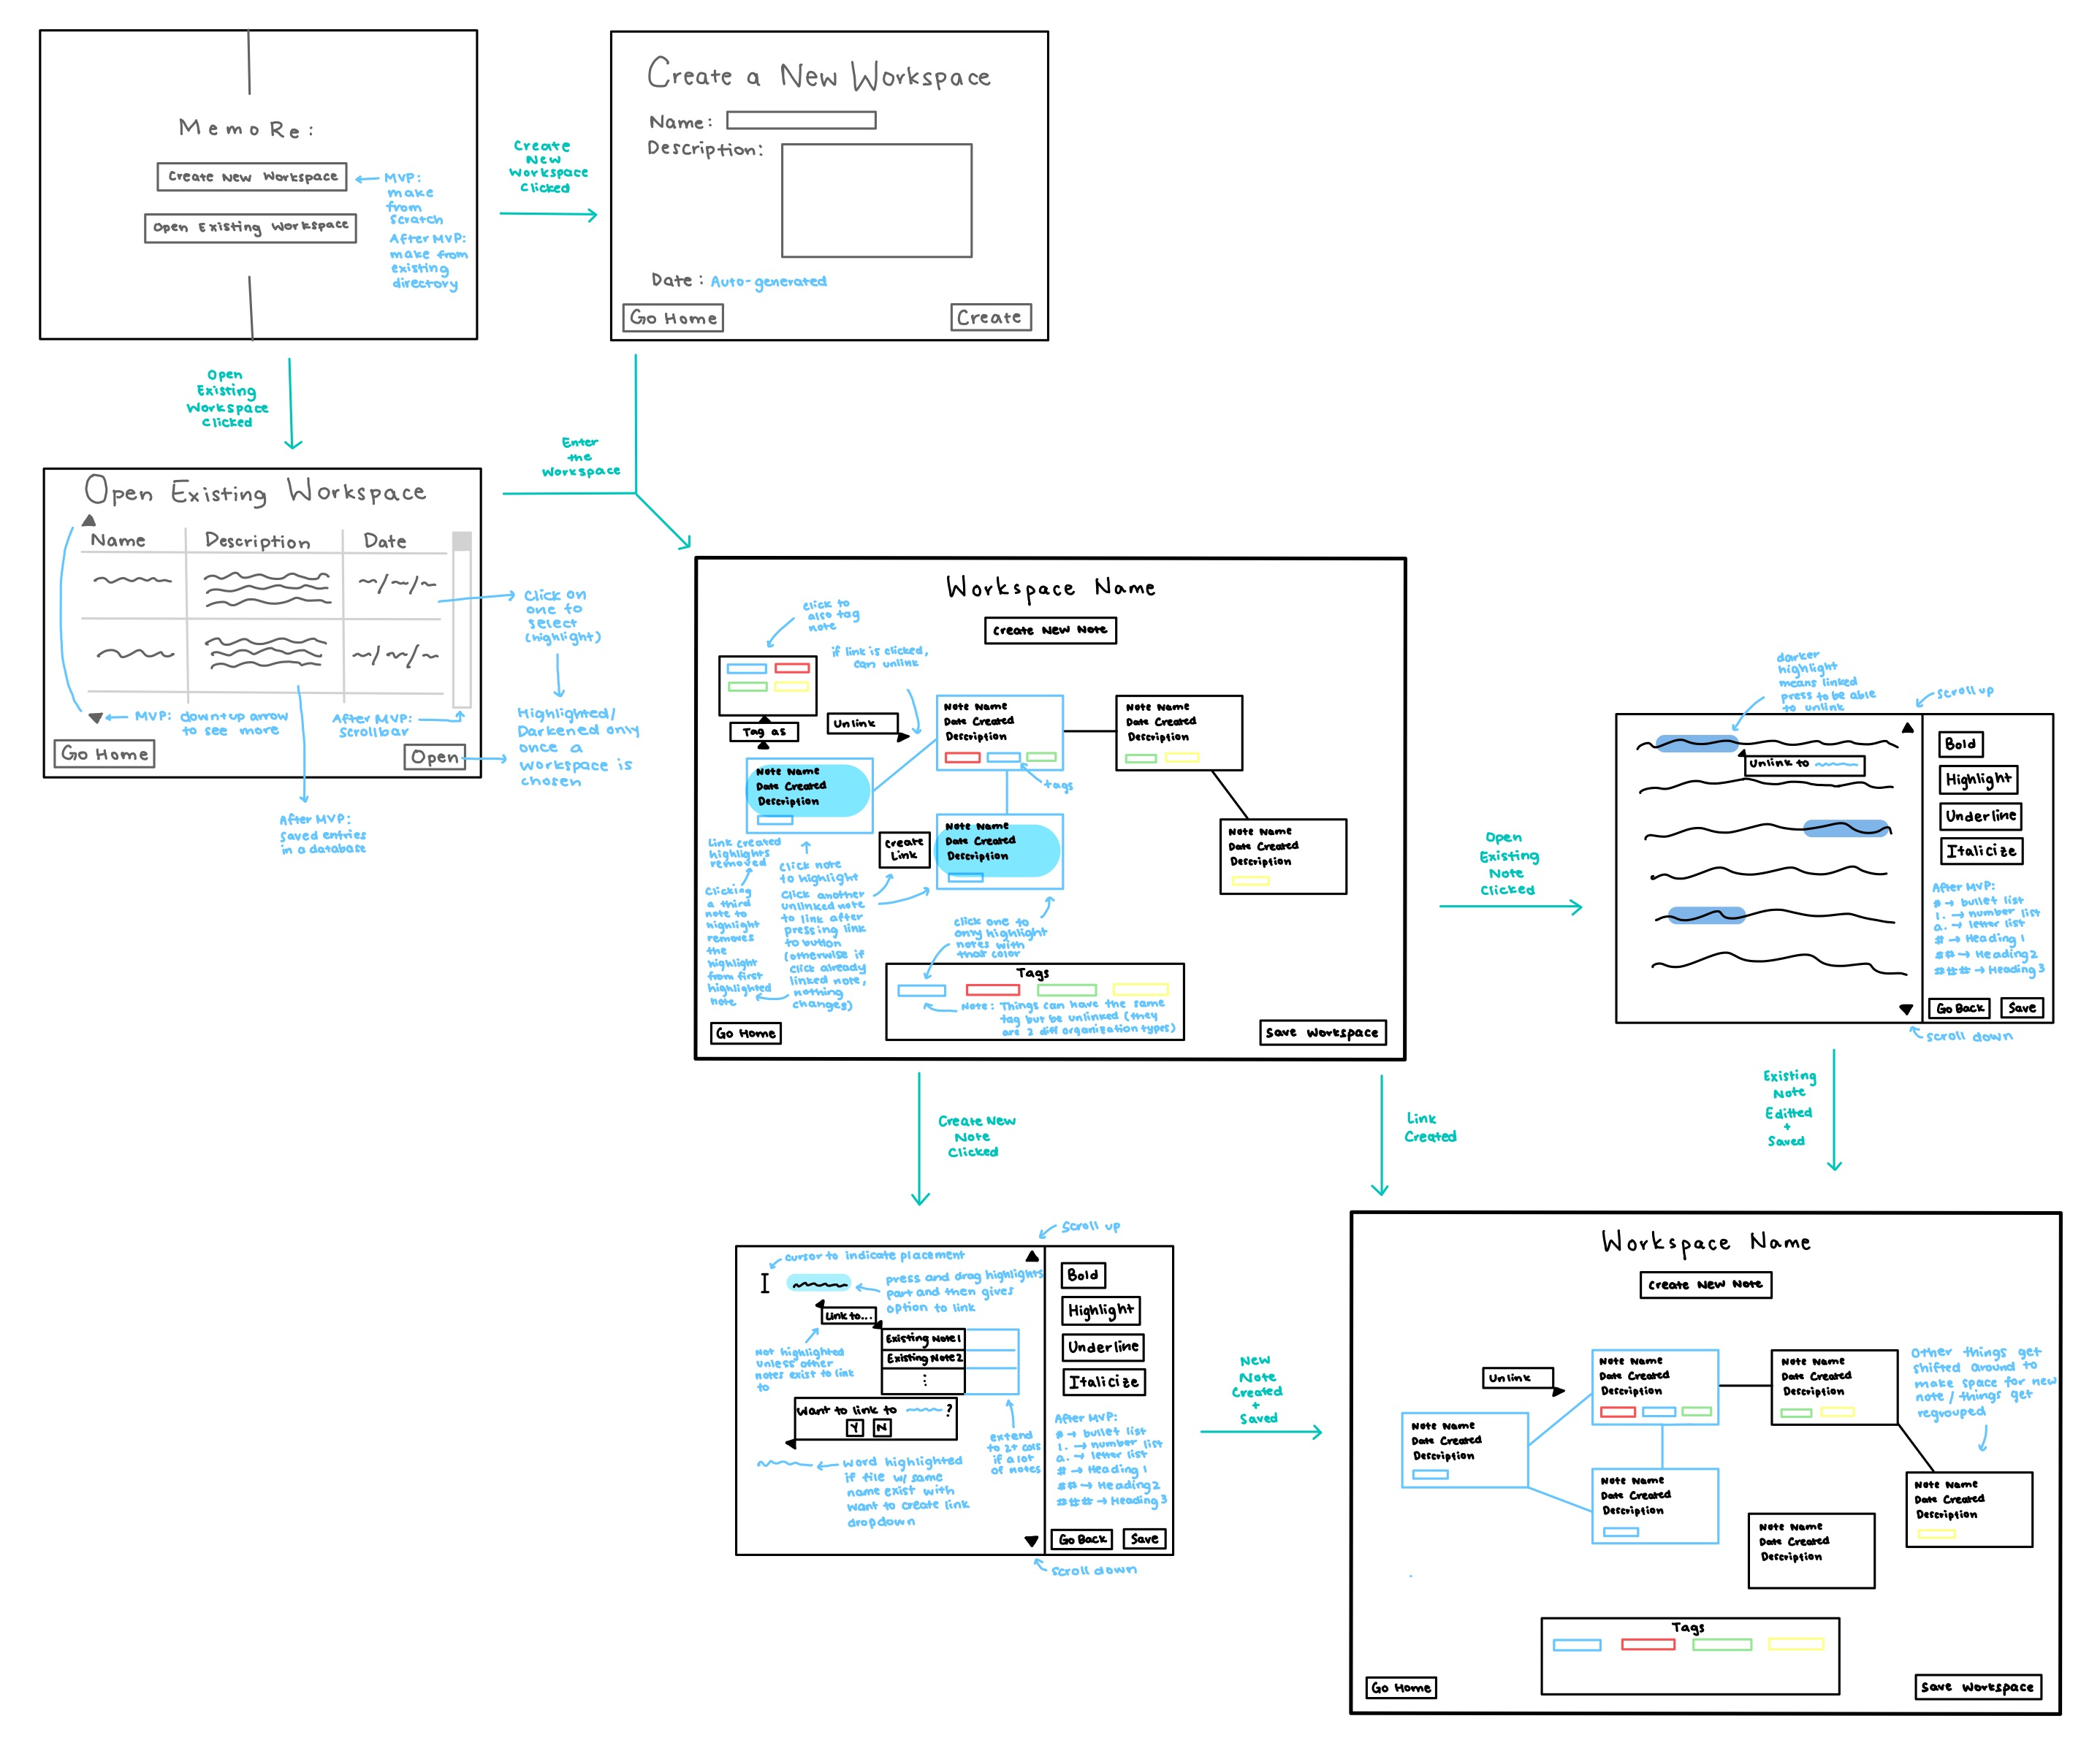 MemoRe:
Create New Workspace
Open Existing Workspace
MVP:
make
from
scratch
After MVP:
make from
existing
directory
Create
New
Workspace
Clicked
Create a New Workspace
Name:
Description:
Date: Auto-generated
Go Home
Create
Open
Existing
Workspace
Clicked
Enter
the
Workspace
Open Existing Workspace
Name
Description
Date
MVP: down+up arrow
to see more
After MVP:
Scrollbar
Go Home
Open
Click on
one to
select
(highlight)
Highlighted/
Darkened only
once a
workspace is
chosen
After MVP:
Saved entries
in a database
Workspace Name
Create New Note
click to
also tag
note
if link is clicked,
can unlink
Tag as
Unlink
Note Name
Date Created
Description
Note Name
Date Created
Description
tags
Note Name
Date Created
Description
Note Name
Date Created
Description
Note Name
Date Created
Description
Create
Link
Link created
highlights
removed
Clicking
a third
note to
highlight
removes
the
highlight
from first
highlighted
note
Click note
to highlight
Click another
unlinked note
to link after
pressing link
to button
(otherwise if
click already
linked note,
nothing
changes)
click one to
only highlight
notes with
that color
Tags
Note: Things can have the same
tag but be unlinked (they
are 2 diff organization types)
Go Home
Save Workspace
Open
Existing
Note
Clicked
darker
highlight
means linked
press to be able
to unlink
Scroll up
Unlink to
Bold
Highlight
Underline
Italicize
After MVP:
* → bullet list
1. → number list
a. → letter list
# → Heading 1
## → Heading 2
### → Heading 3
Go Back
Save
scroll down
Create New
Note
Clicked
Link
Created
Existing
Note
Editted
+
Saved
Scroll up
cursor to indicate placement
press and drag highlights
part and then gives
option to link
Link to...
Existing Note 1
Existing Note 2
Not highlighted
unless other
notes exist to link
to
Want to link to ?
Y N
extend
to 2+ cols
if a lot
of notes
word highlighted
if file w/ same
name exist with
want to create link
dropdown
Bold
Highlight
Underline
Italicize
After MVP:
* → bullet list
1. → number list
a. → letter list
# → Heading 1
## → Heading 2
### → Heading 3
Go Back
Save
scroll down
New
Note
Created
+
Saved
Workspace Name
Create New Note
Unlink
Note Name
Date Created
Description
Note Name
Date Created
Description
Other things get
shifted around to
make space for new
note / things get
regrouped
Note Name
Date Created
Description
Note Name
Date Created
Description
Note Name
Date Created
Description
Note Name
Date Created
Description
Tags
Go Home
Save Workspace